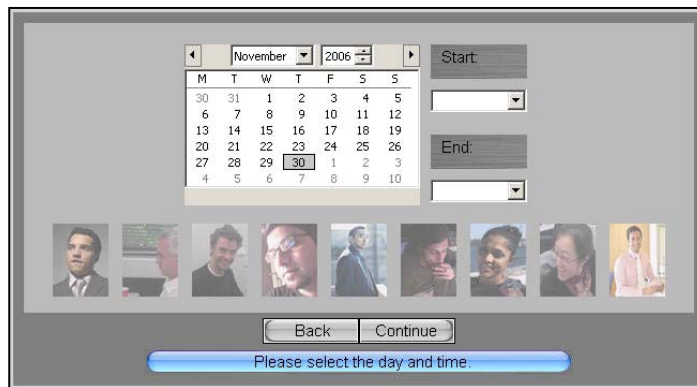 November 2006
Start:
M T W T F S S
30 31 1 2 3 4 5
6 7 8 9 10 11 12
13 14 15 16 17 18 19
20 21 22 23 24 25 26
27 28 29 30 1 2 3
4 5 6 7 8 9 10
End:
Back Continue
Please select the day and time.